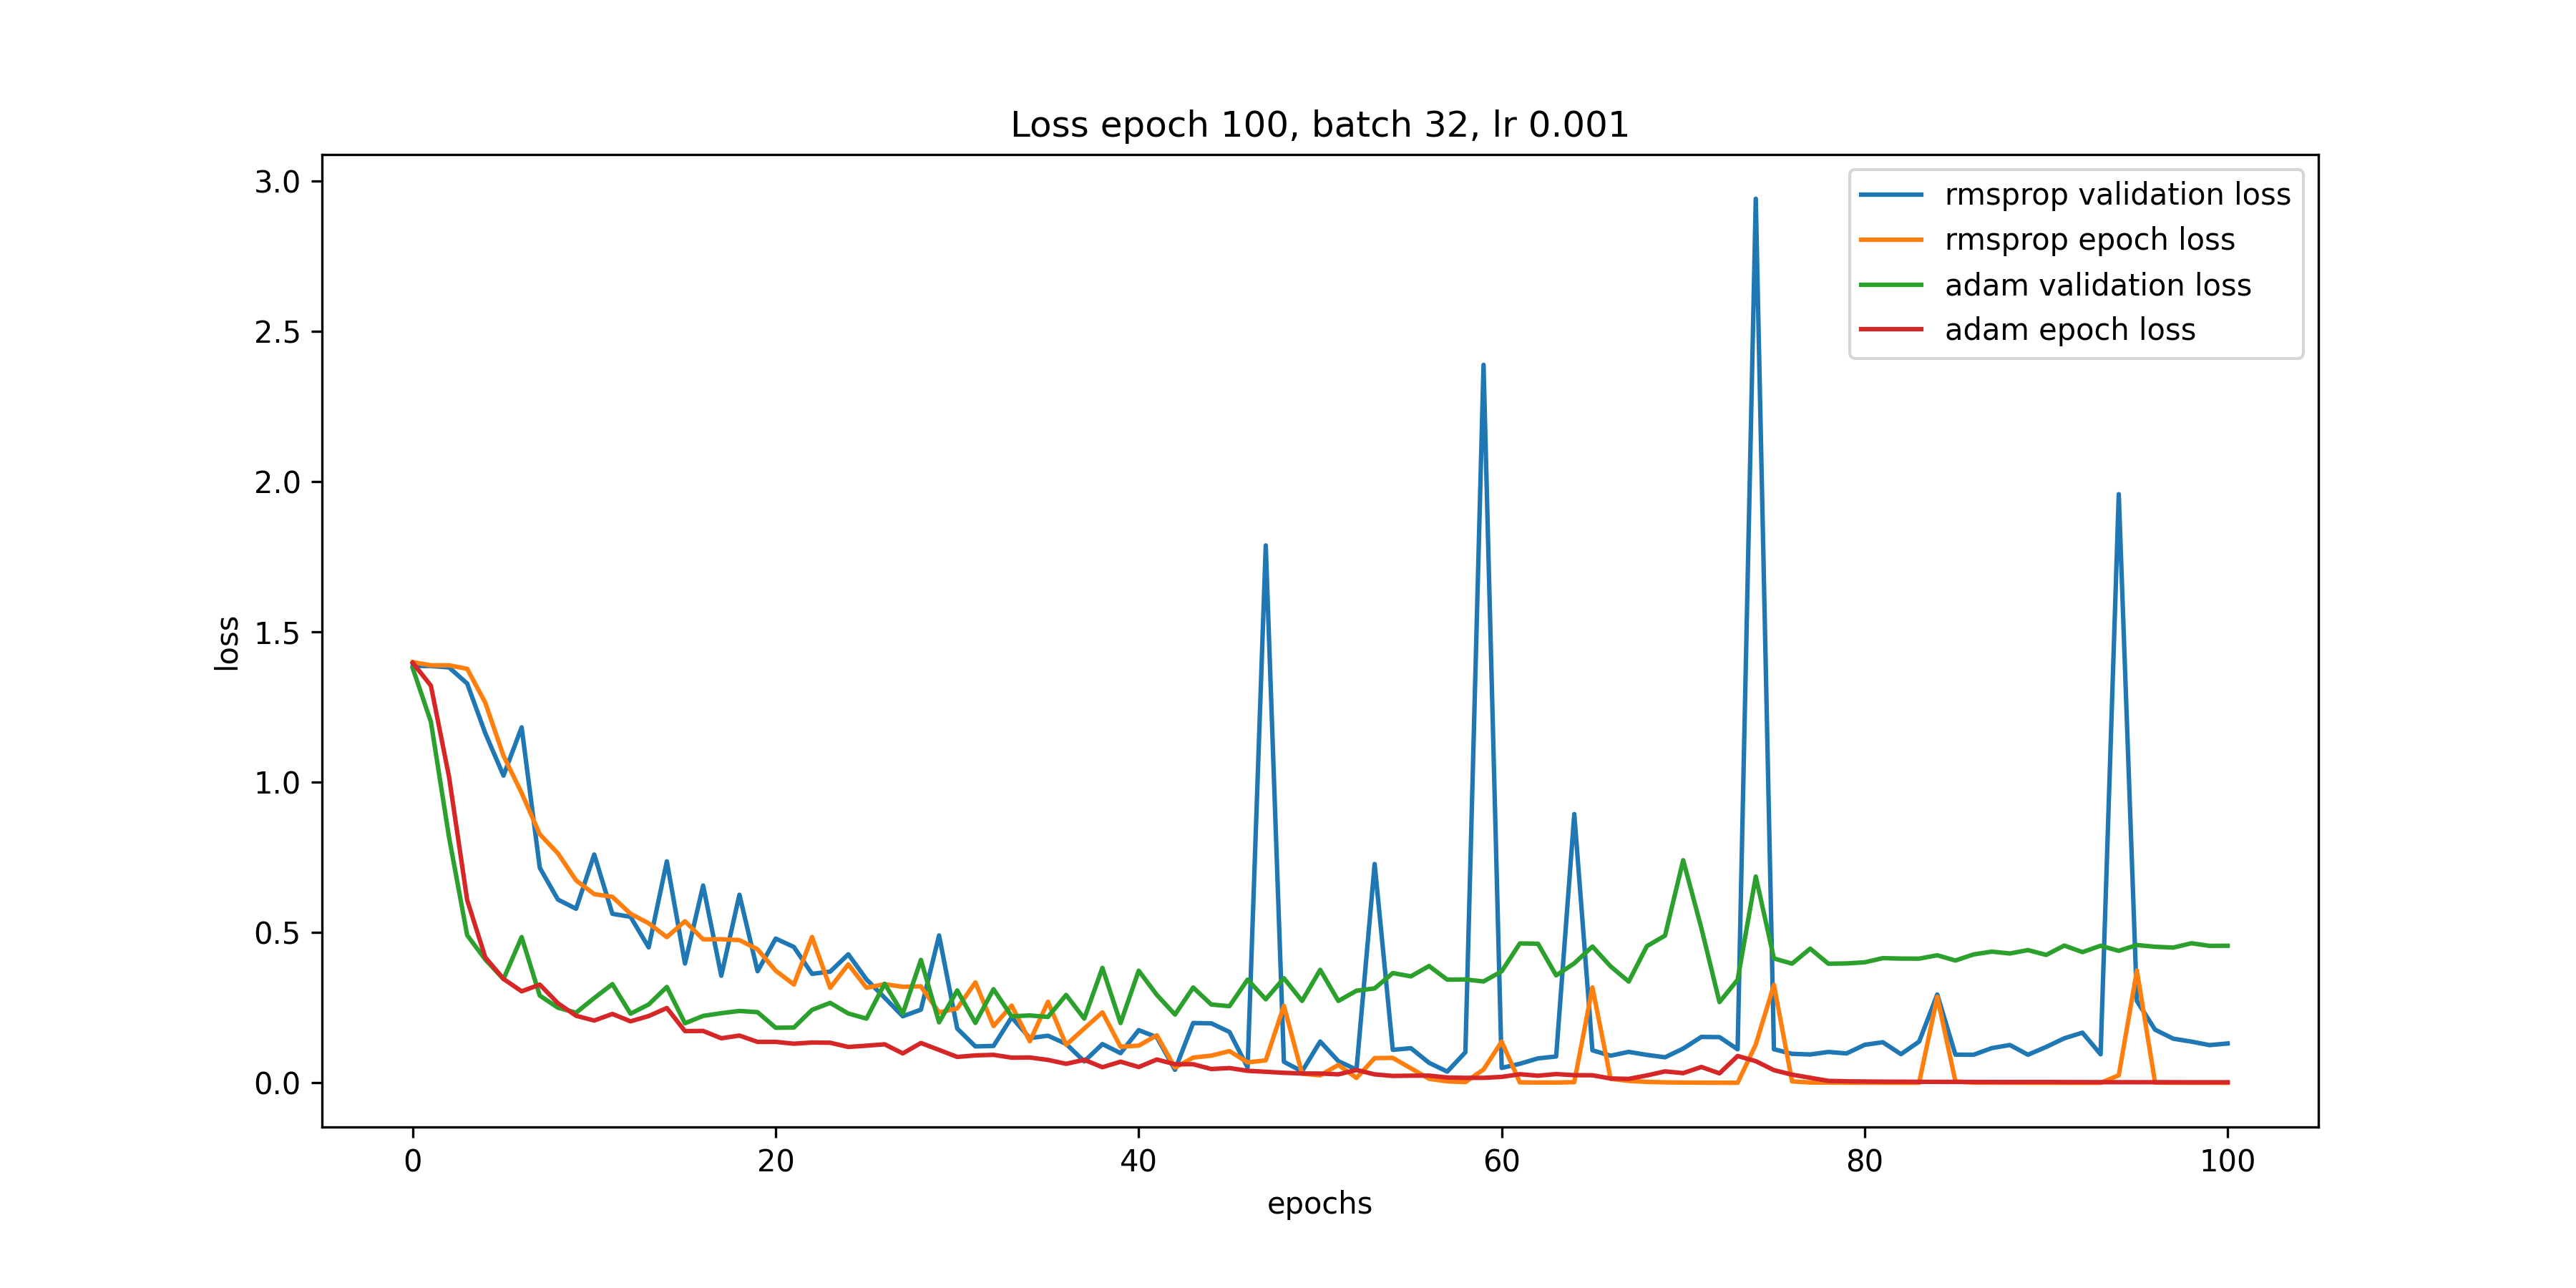 Loss epoch 100, batch 32, lr 0.001
3.0
2.5
2.0
1.5
1.0
0.5
0.0
loss
rmsprop validation loss
rmsprop epoch loss
adam validation loss
adam epoch loss
0 20 40 60 80 100
epochs